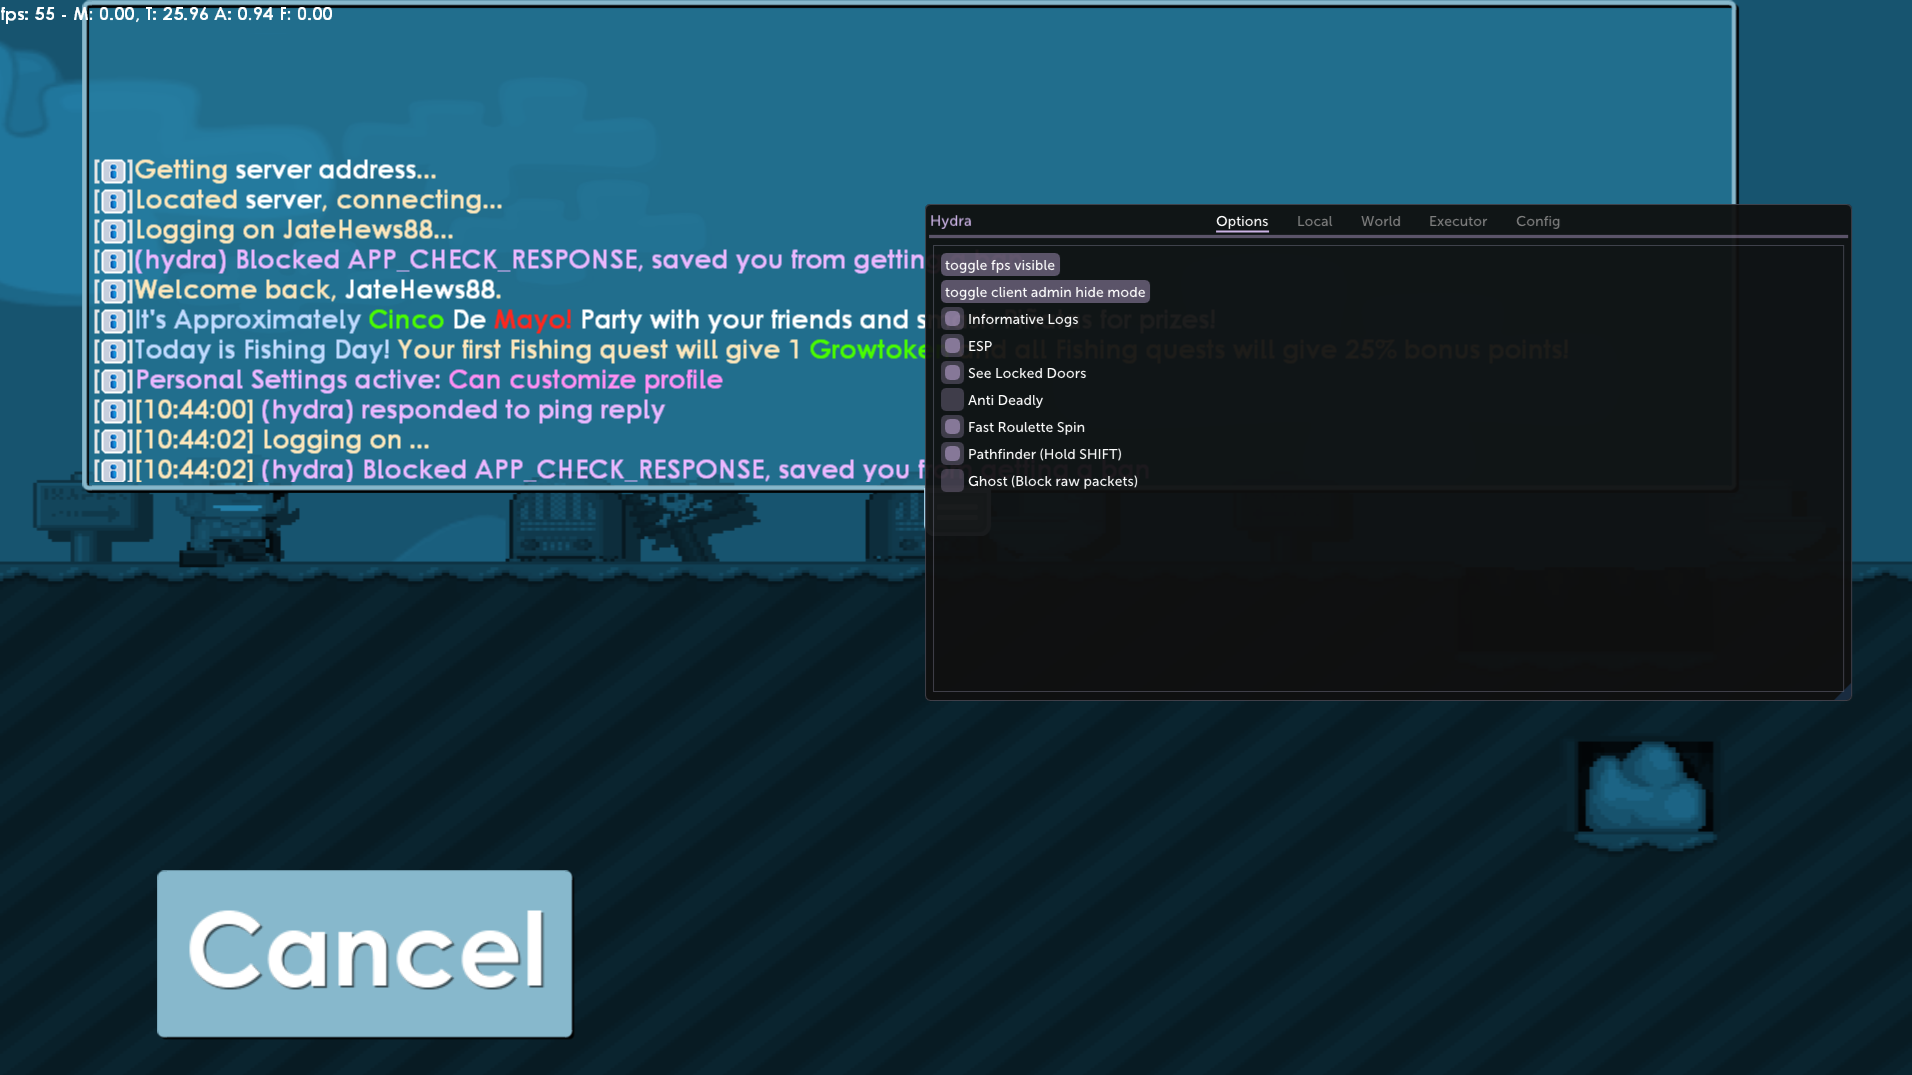 fps: 55 - M: 0.00, T: 25.96 A: 0.94 F: 0.00
[i]Getting server address...
[i]Located server, connecting...
[i]Logging on JateHews88...
[i](hydra) Blocked APP_CHECK_RESPONSE, saved you from getting
[i]Welcome back, JateHews88.
[i]It's Approximately Cinco De Mayo! Party with your friends and for prizes!
[i]Today is Fishing Day! Your first Fishing quest will give 1 Growtoken and all Fishing quests will give 25% bonus points!
[i]Personal Settings active: Can customize profile
[i][10:44:00] (hydra) responded to ping reply
[i][10:44:02] Logging on ...
[i][10:44:02] (hydra) Blocked APP_CHECK_RESPONSE, saved you from getting a ban
Hydra
Options Local World Executor Config
toggle fps visible
toggle client admin hide mode
Informative Logs
ESP
See Locked Doors
Anti Deadly
Fast Roulette Spin
Pathfinder (Hold SHIFT)
Ghost (Block raw packets)
Cancel